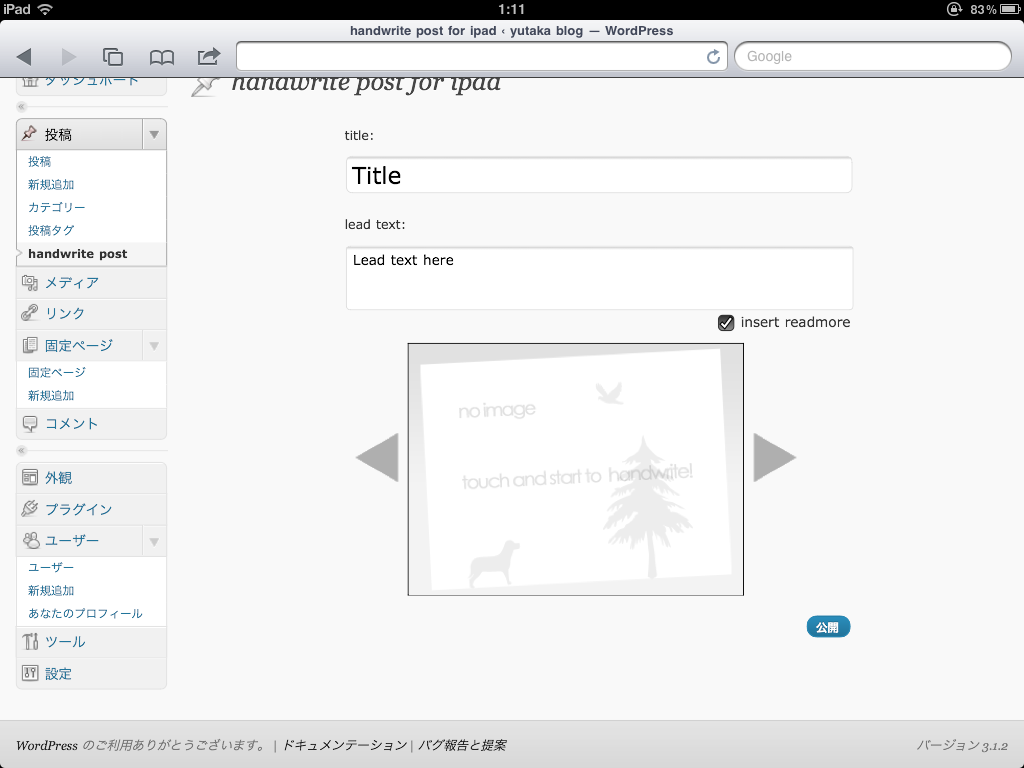 iPad 1:11 83%
handwrite post for ipad ‹ yutaka blog — WordPress
Google
ダッシュボード
handwrite post for ipad
投稿
投稿
新規追加
カテゴリー
投稿タグ
handwrite post
メディア
リンク
固定ページ
固定ページ
新規追加
コメント
外観
プラグイン
ユーザー
ユーザー
新規追加
あなたのプロフィール
ツール
設定
title:
Title
lead text:
Lead text here
insert readmore
no image
touch and start to handwrite!
公開
WordPress のご利用ありがとうございます。 | ドキュメンテーション | バグ報告と提案
バージョン 3.1.2